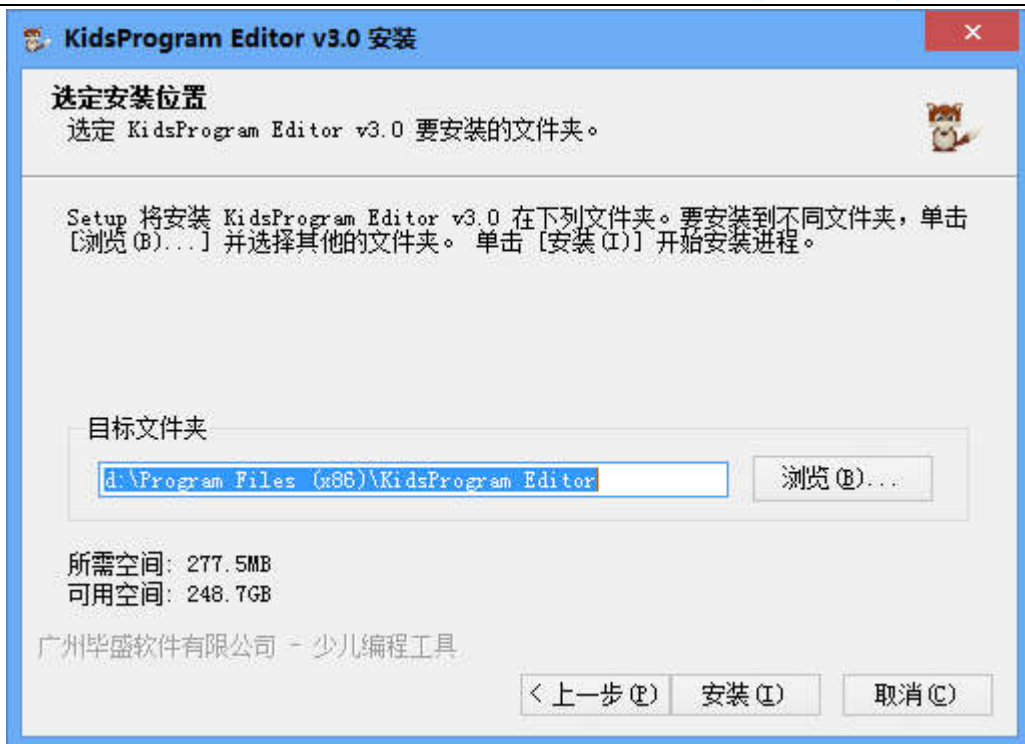 KidsProgram Editor v3.0 安装
选定安装位置
选定 KidsProgram Editor v3.0 要安装的文件夹。
Setup 将安装 KidsProgram Editor v3.0 在下列文件夹。要安装到不同文件夹，单击
[浏览(B)...] 并选择其他的文件夹。 单击 [安装(I)] 开始安装进程。
目标文件夹
d:\Program Files (x86)\KidsProgram Editor
浏览(B)...
所需空间: 277.5MB
可用空间: 248.7GB
广州毕盛软件有限公司 - 少儿编程工具
< 上一步(P) 安装(I) 取消(C)